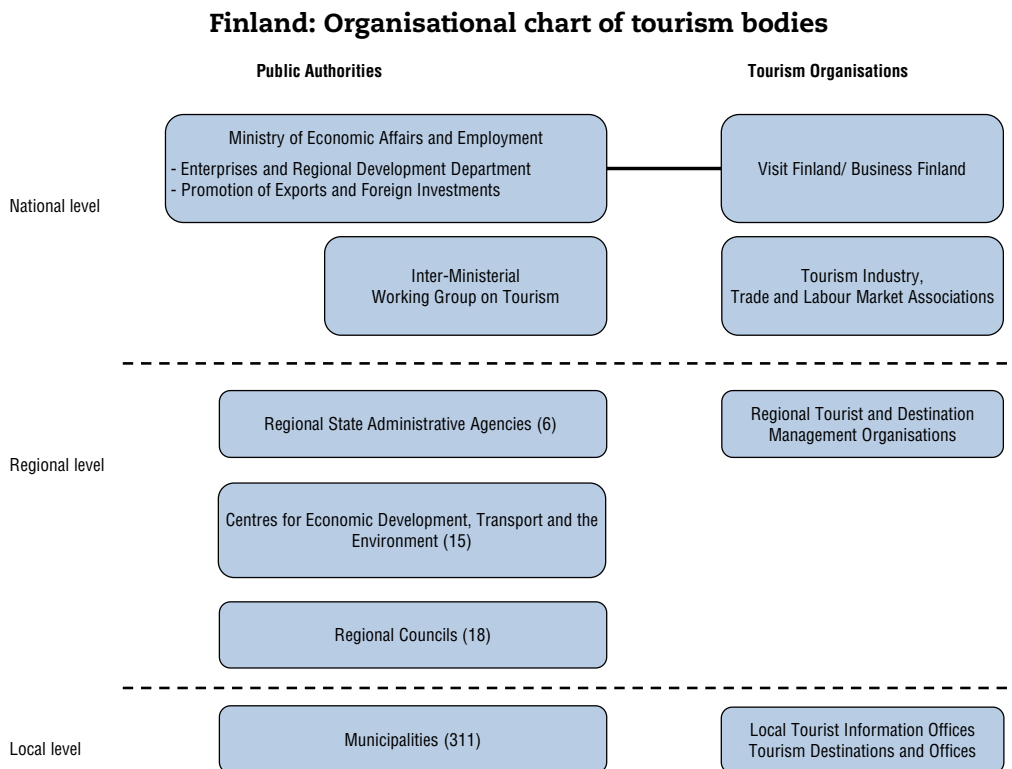 Finland: Organisational chart of tourism bodies
Public Authorities
Tourism Organisations
National level
Ministry of Economic Affairs and Employment
- Enterprises and Regional Development Department
- Promotion of Exports and Foreign Investments
Visit Finland/ Business Finland
Inter-Ministerial
Working Group on Tourism
Tourism Industry,
Trade and Labour Market Associations
Regional level
Regional State Administrative Agencies (6)
Regional Tourist and Destination
Management Organisations
Centres for Economic Development, Transport and the
Environment (15)
Regional Councils (18)
Local level
Municipalities (311)
Local Tourist Information Offices
Tourism Destinations and Offices